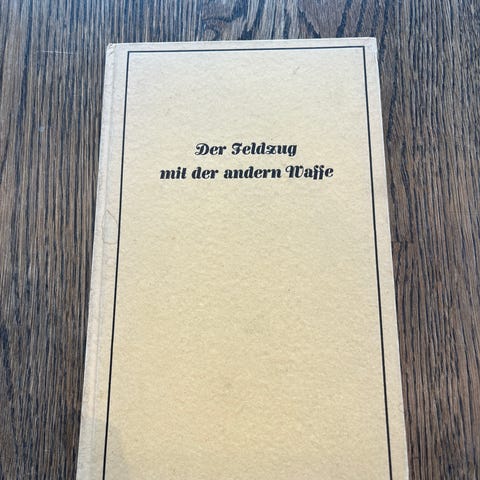 Der Feldzug
mit der andern Waffe